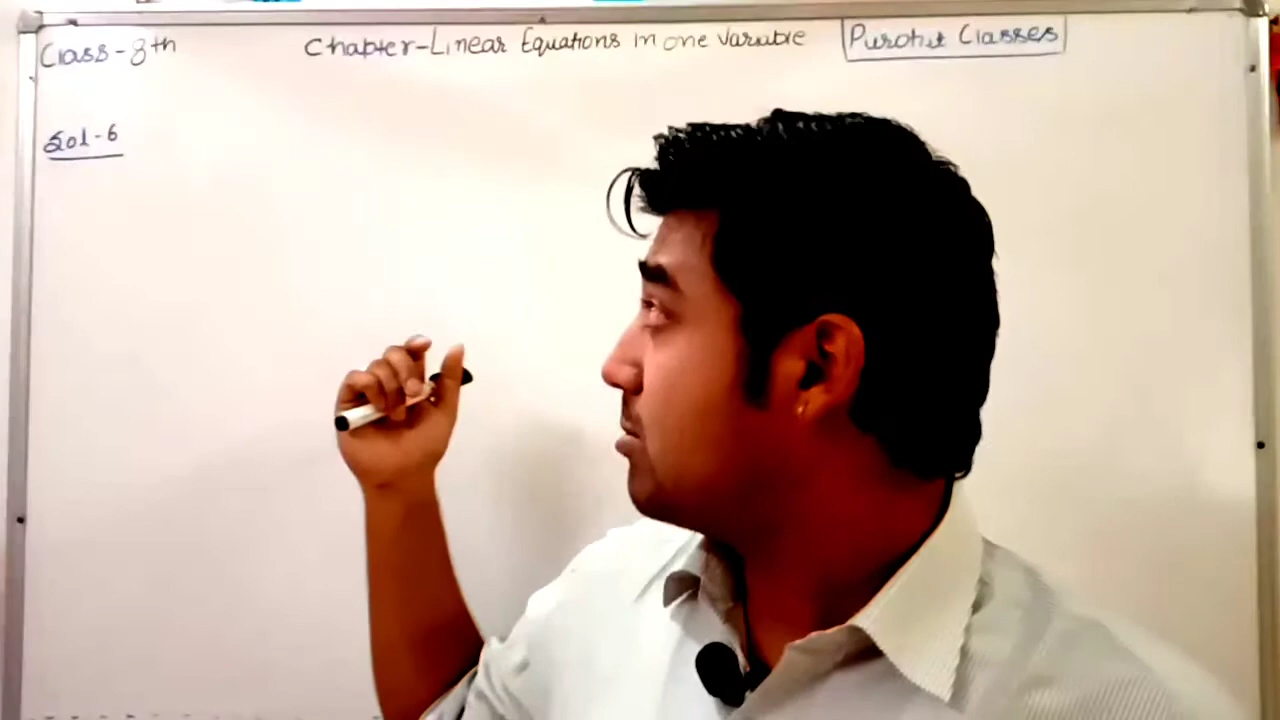 Class-8th
Chapter-Linear Equations in one variable
Purohit Classes
Sol-6